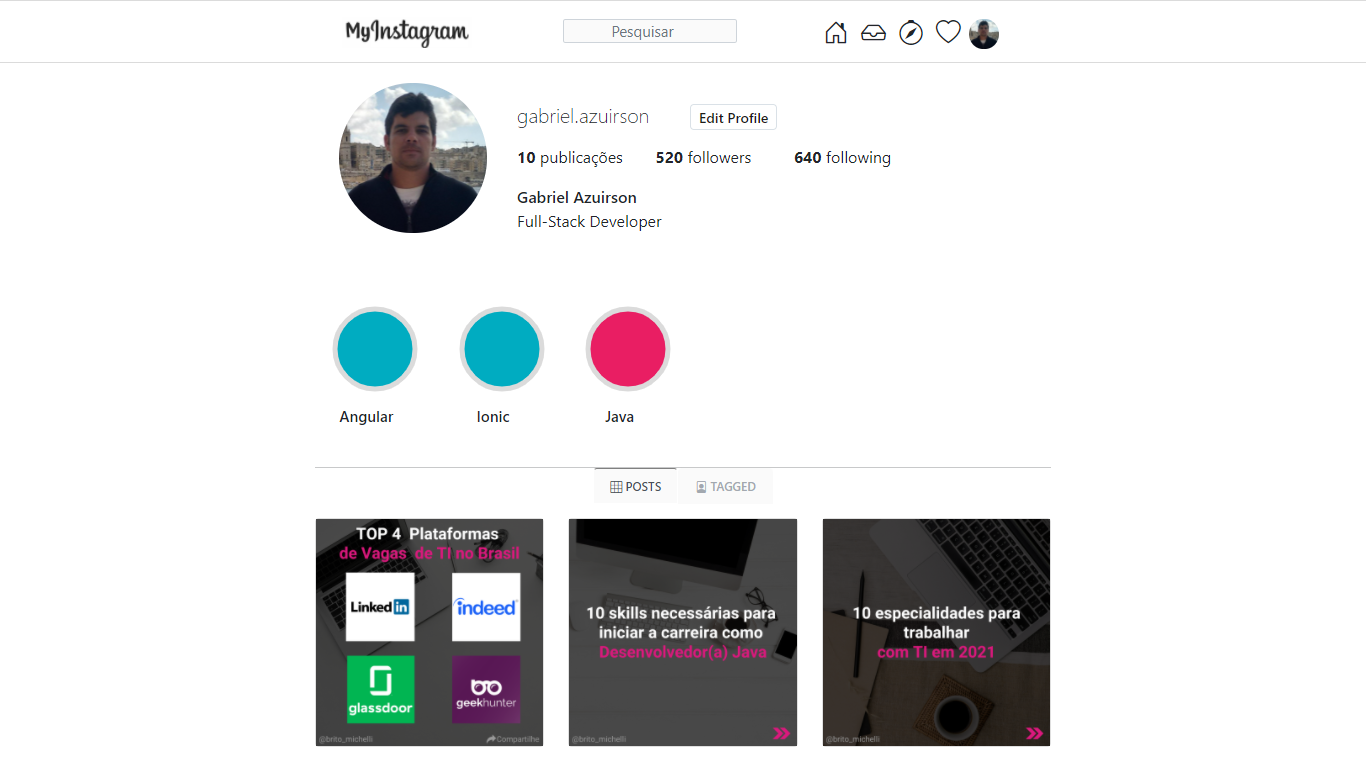 MyInstagram
Pesquisar
gabriel.azuirson
Edit Profile
10 publicações 520 followers 640 following
Gabriel Azuirson
Full-Stack Developer
Angular Ionic Java
POSTS TAGGED
TOP 4 Plataformas
de Vagas de TI no Brasil
LinkedIn
indeed
glassdoor
geekhunter
@brito_michelli
Compartilhe
10 skills necessárias para
iniciar a carreira como
Desenvolvedor(a) Java
@brito_michelli
10 especialidades para
trabalhar
com TI em 2021
@brito_michelli